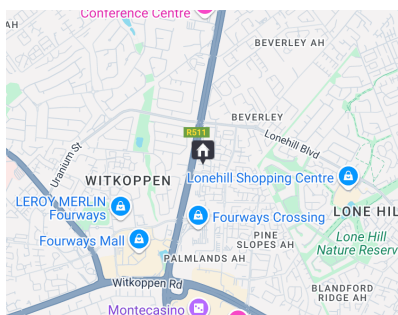 Conference Centre
AH
BEVERLEY AH
BEVERLEY
R511
Lonehill Blvd
Uranium St
WITKOPPEN
Lonehill Shopping Centre
LEROY MERLIN
Fourways
Fourways Crossing
LONE HIL
Fourways Mall
PINE
SLOPES AH
Lone Hill
Nature Reserv
PALMLANDS AH
Witkoppen Rd
BLANDFORD
RIDGE AH
Montecasino